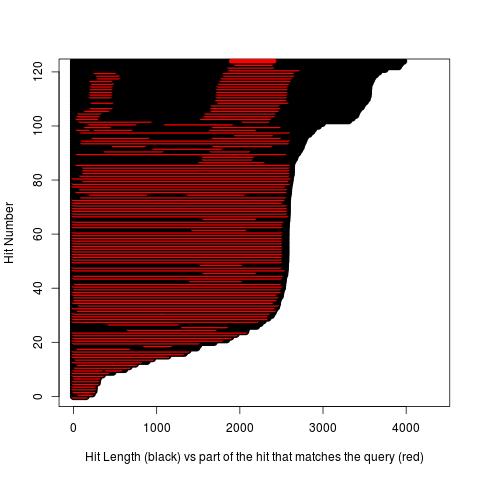 120
100
80
60
40
20
0
Hit Number
0 1000 2000 3000 4000
Hit Length (black) vs part of the hit that matches the query (red)